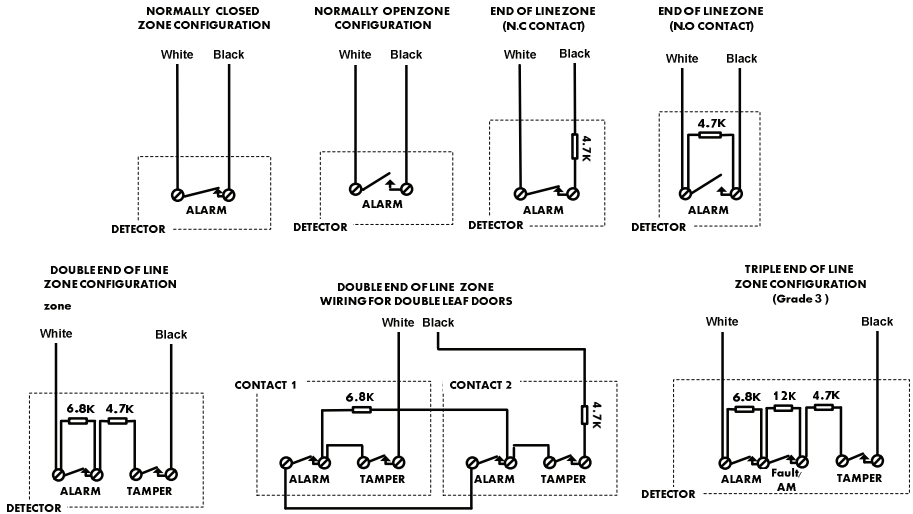 NORMALLY CLOSED
ZONE CONFIGURATION
White
Black
ALARM
DETECTOR
NORMALLY OPEN ZONE
CONFIGURATION
White
Black
ALARM
DETECTOR
END OF LINE ZONE
(N.C CONTACT)
White
Black
4.7K
ALARM
DETECTOR
END OF LINE ZONE
(N.O CONTACT)
White
Black
4.7K
ALARM
DETECTOR
DOUBLE END OF LINE
ZONE CONFIGURATION
zone
White
Black
6.8K
4.7K
ALARM
TAMPER
DETECTOR
DOUBLE END OF LINE ZONE
WIRING FOR DOUBLE LEAF DOORS
White
Black
CONTACT 1
CONTACT 2
6.8K
4.7K
ALARM
TAMPER
ALARM
TAMPER
TRIPLE END OF LINE
ZONE CONFIGURATION
(Grade 3 )
White
Black
6.8K
12K
4.7K
ALARM
Fault/
AM
TAMPER
DETECTOR